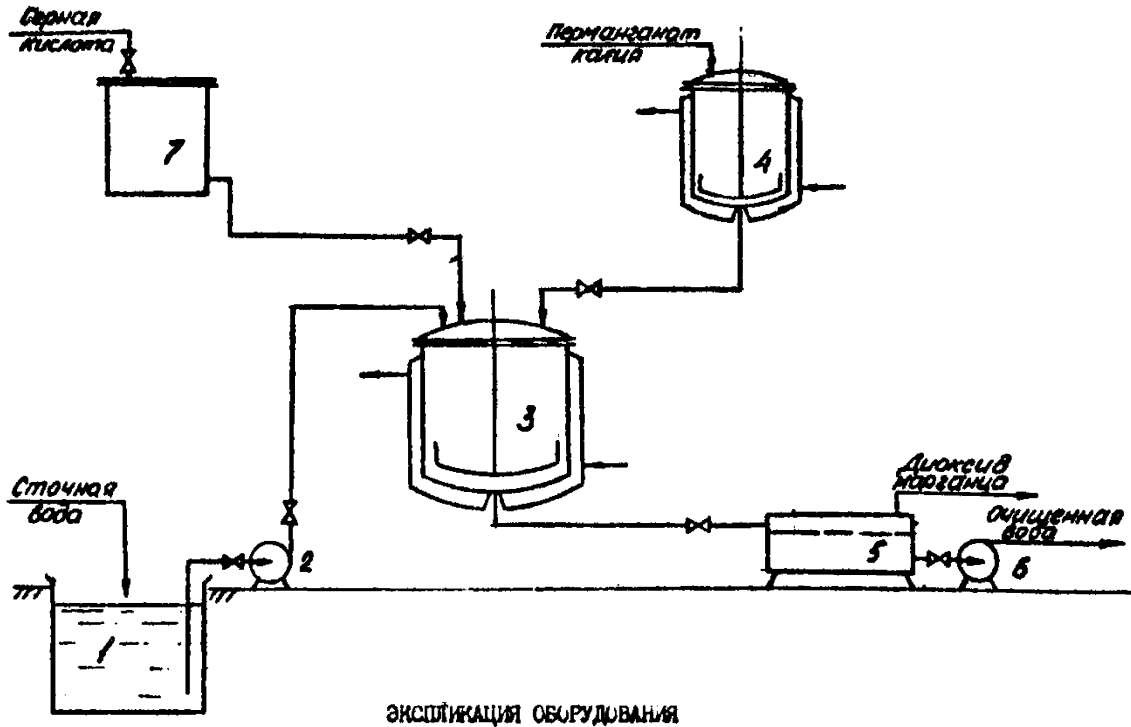 Серная
кислота
Перманганат
калия
7
4
3
Сточная
вода
2
Диоксид
марганца
Очищенная
вода
5
6
1
ЭКСПЛИКАЦИЯ ОБОРУДОВАНИЯ